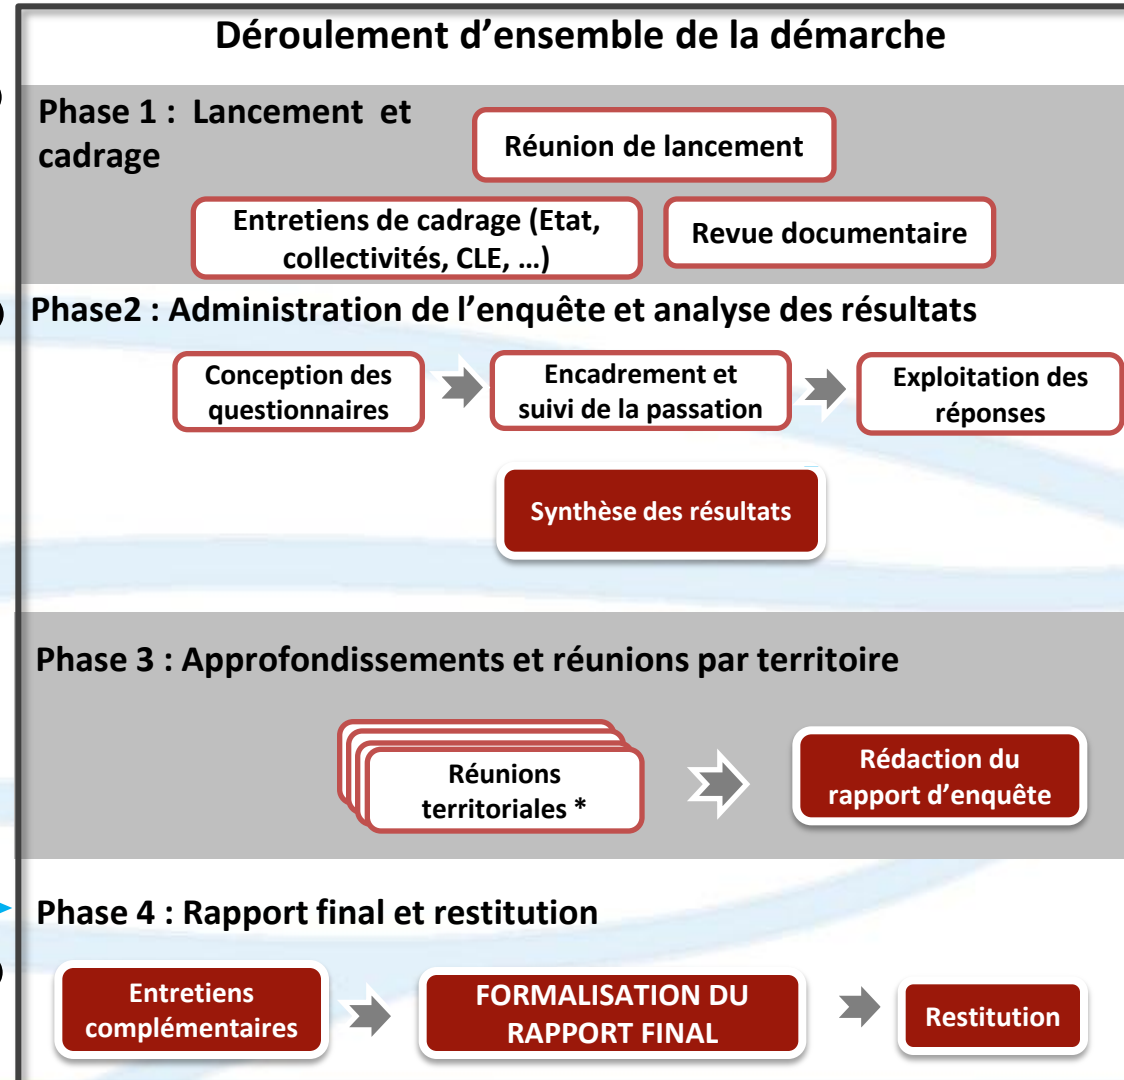 Déroulement d’ensemble de la démarche
Phase 1 : Lancement et
cadrage
Réunion de lancement
Entretiens de cadrage (Etat,
collectivités, CLE, …)
Revue documentaire
Phase2 : Administration de l’enquête et analyse des résultats
Conception des
questionnaires
Encadrement et
suivi de la passation
Exploitation des
réponses
Synthèse des résultats
Phase 3 : Approfondissements et réunions par territoire
Réunions
territoriales *
Rédaction du
rapport d’enquête
Phase 4 : Rapport final et restitution
Entretiens
complémentaires
FORMALISATION DU
RAPPORT FINAL
Restitution